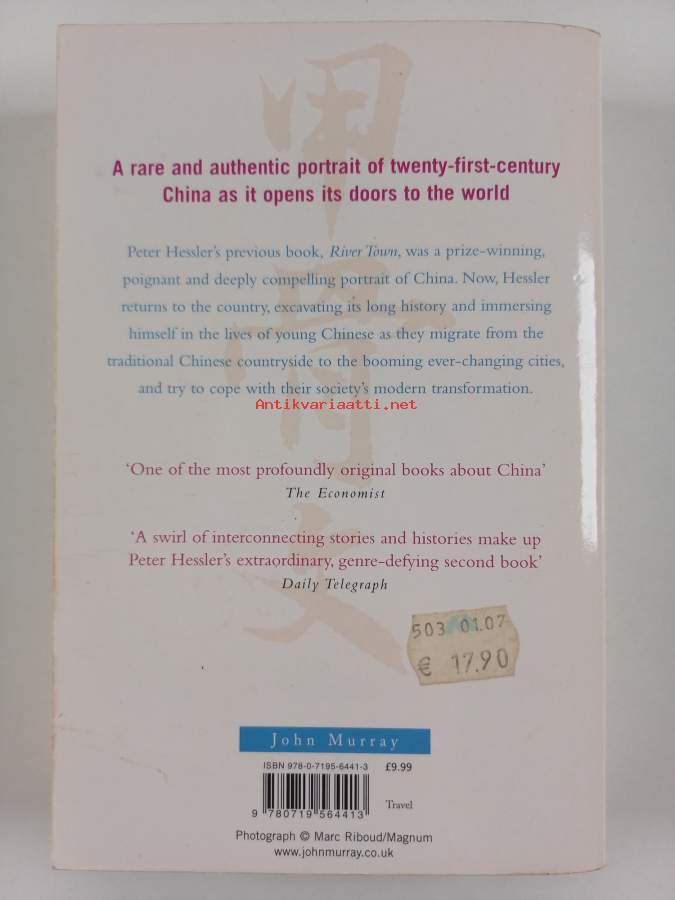 甲
骨
文
A rare and authentic portrait of twenty-first-century
China as it opens its doors to the world
Peter Hessler's previous book, River Town, was a prize-winning,
poignant and deeply compelling portrait of China. Now, Hessler
returns to the country, excavating its long history and immersing
himself in the lives of young Chinese as they migrate from the
traditional Chinese countryside to the booming ever-changing cities,
and try to cope with their society's modern transformation.
Antikvariaatti.net
'One of the most profoundly original books about China'
The Economist
'A swirl of interconnecting stories and histories make up
Peter Hessler's extraordinary, genre-defying second book'
Daily Telegraph
503 01.07
€ 17.90
John Murray
ISBN 978-0-7195-6441-3 £9.99
9 780719 564413
Travel
Photograph © Marc Riboud/Magnum
www.johnmurray.co.uk